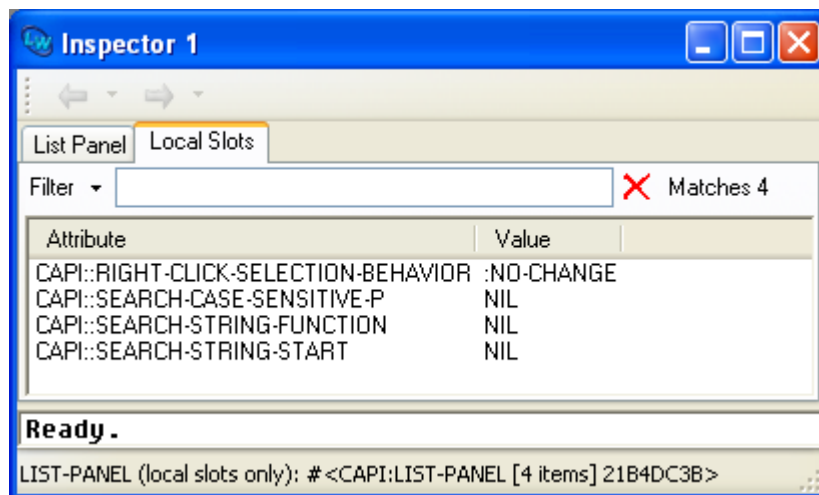 Inspector 1
List Panel Local Slots
Filter Matches 4
Attribute Value
CAPI::RIGHT-CLICK-SELECTION-BEHAVIOR :NO-CHANGE
CAPI::SEARCH-CASE-SENSITIVE-P NIL
CAPI::SEARCH-STRING-FUNCTION NIL
CAPI::SEARCH-STRING-START NIL
Ready.
LIST-PANEL (local slots only): #<CAPI:LIST-PANEL [4 items] 21B4DC3B>